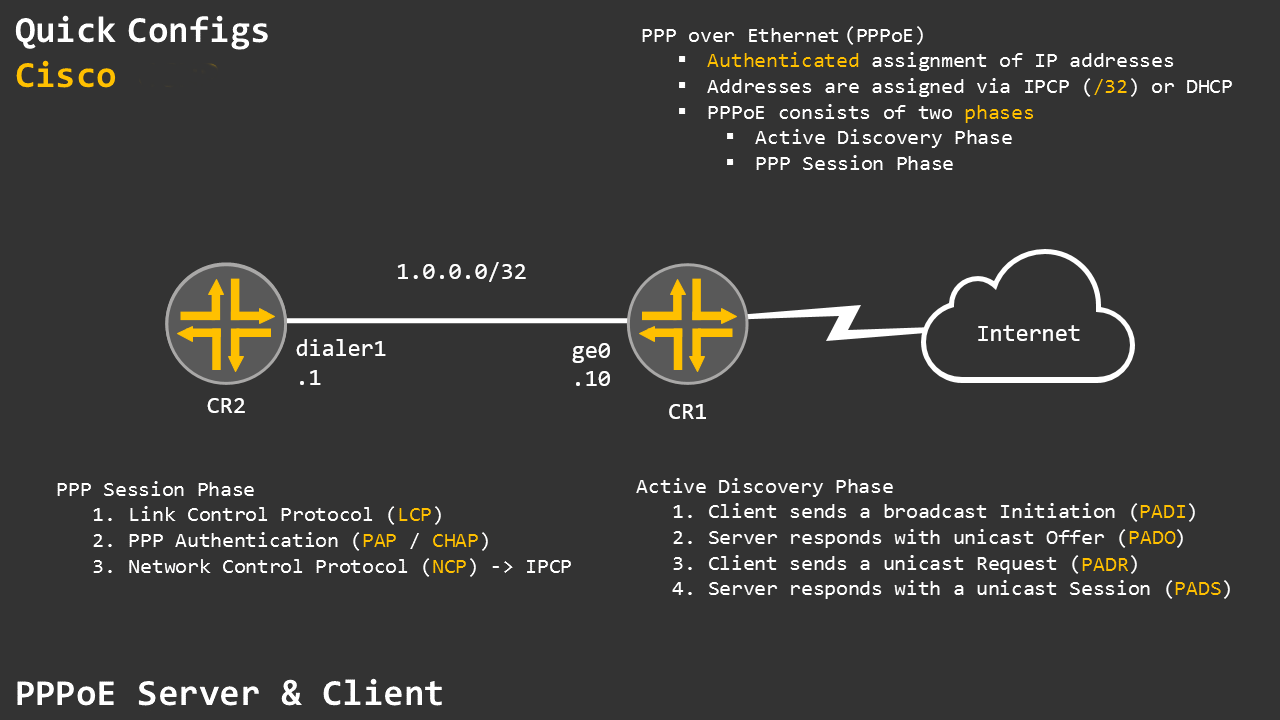 Quick Configs
Cisco
PPP over Ethernet (PPPoE)
▪ Authenticated assignment of IP addresses
▪ Addresses are assigned via IPCP (/32) or DHCP
▪ PPPoE consists of two phases
▪ Active Discovery Phase
▪ PPP Session Phase
1.0.0.0/32
dialer1
.1
CR2
ge0
.10
CR1
Internet
PPP Session Phase
1. Link Control Protocol (LCP)
2. PPP Authentication (PAP / CHAP)
3. Network Control Protocol (NCP) -> IPCP
Active Discovery Phase
1. Client sends a broadcast Initiation (PADI)
2. Server responds with unicast Offer (PADO)
3. Client sends a unicast Request (PADR)
4. Server responds with a unicast Session (PADS)
PPPoE Server & Client